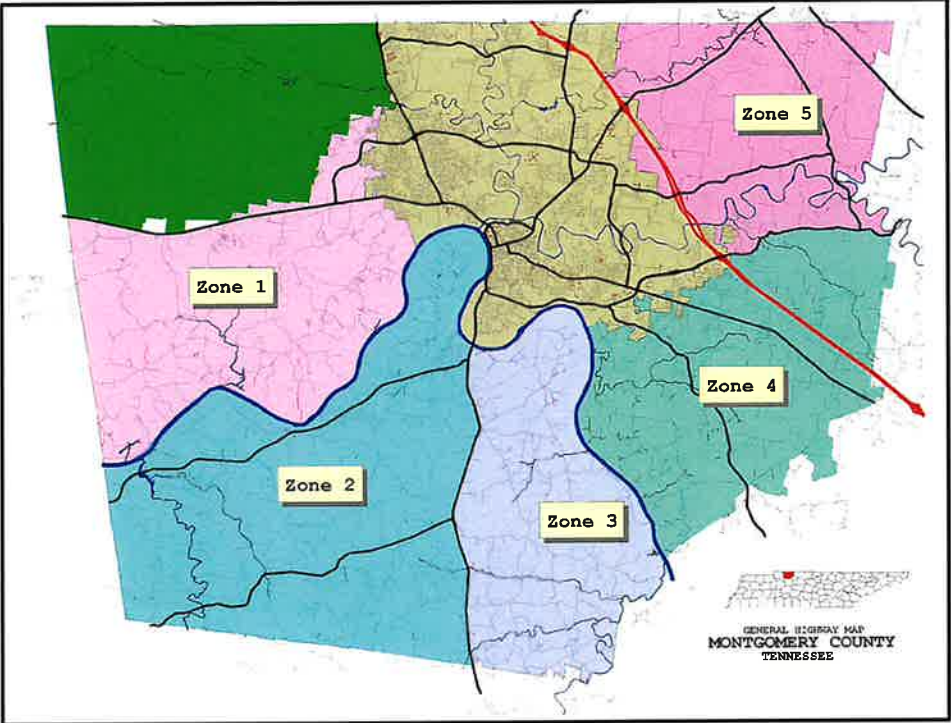 Zone 5
Zone 1
Zone 4
Zone 2
Zone 3
GENERAL HIGHWAY MAP
MONTGOMERY COUNTY
TENNESSEE